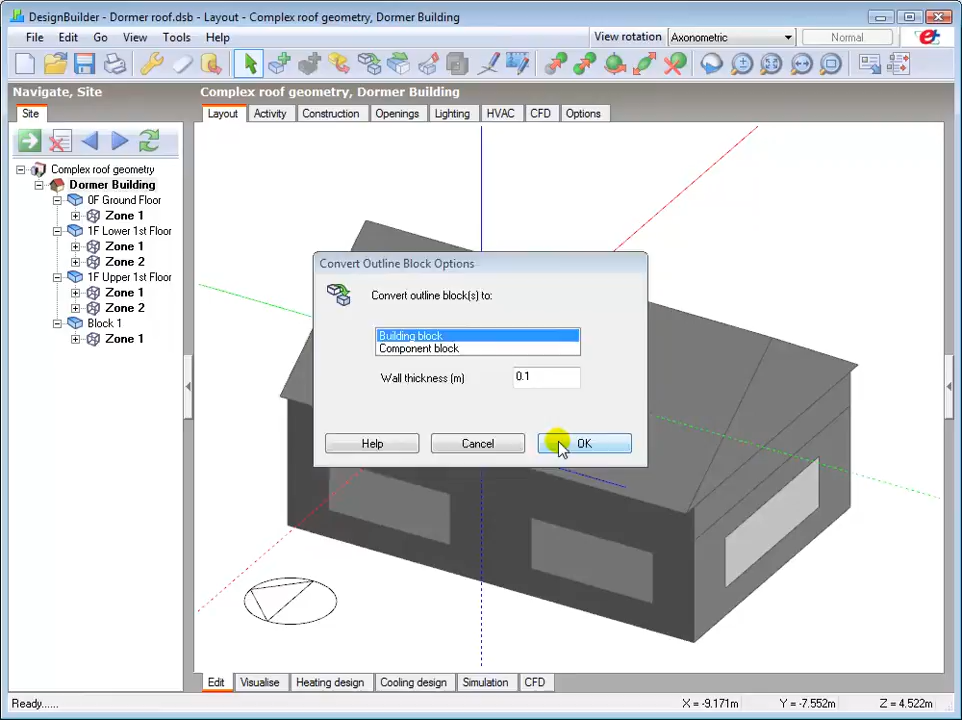 DesignBuilder - Dormer roof.dsb - Layout - Complex roof geometry, Dormer Building
File Edit Go View Tools Help
View rotation Axonometric Normal
Navigate, Site
Complex roof geometry, Dormer Building
Site
Layout Activity Construction Openings Lighting HVAC CFD Options
Complex roof geometry
Dormer Building
0F Ground Floor
Zone 1
1F Lower 1st Floor
Zone 1
Zone 2
1F Upper 1st Floor
Zone 1
Zone 2
Block 1
Zone 1
Convert Outline Block Options
Convert outline block(s) to:
Building block
Component block
Wall thickness (m) 0.1
Help Cancel OK
Edit Visualise Heating design Cooling design Simulation CFD
Ready..... X = -9.171m Y = -7.552m Z = 4.522m